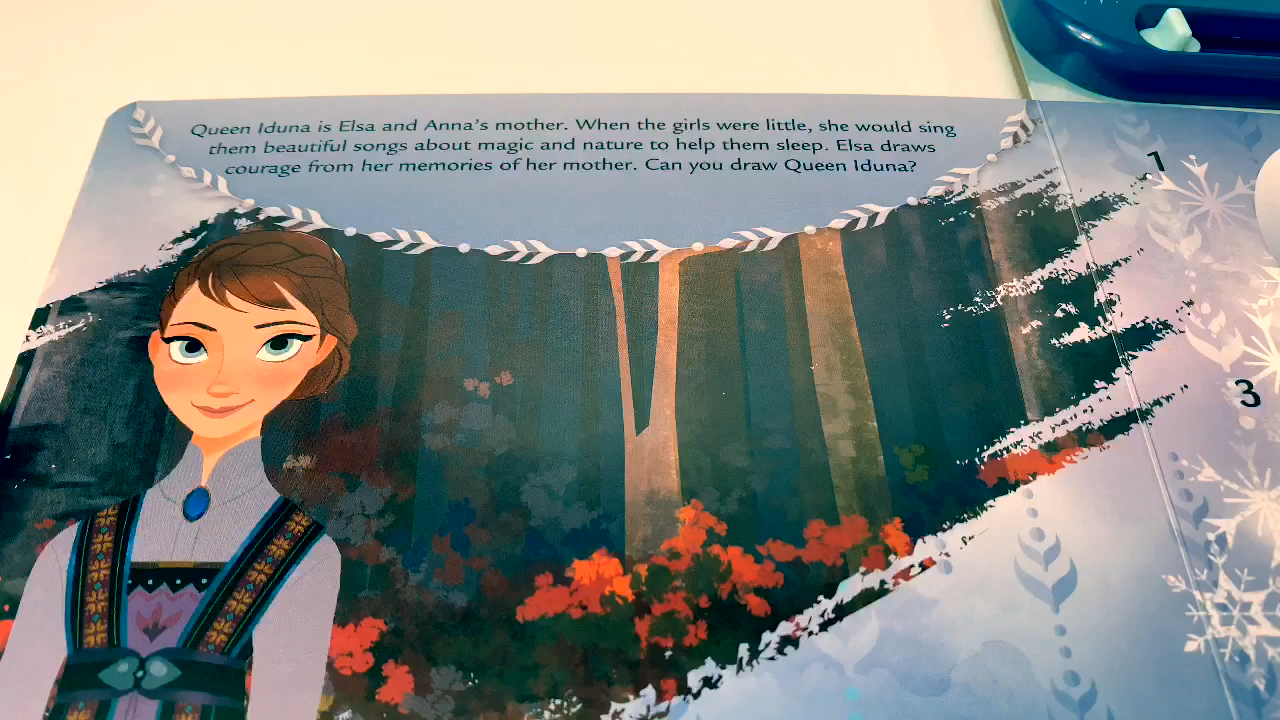 Queen Iduna is Elsa and Anna's mother. When the girls were little, she would sing
them beautiful songs about magic and nature to help them sleep. Elsa draws
courage from her memories of her mother. Can you draw Queen Iduna?
1
3